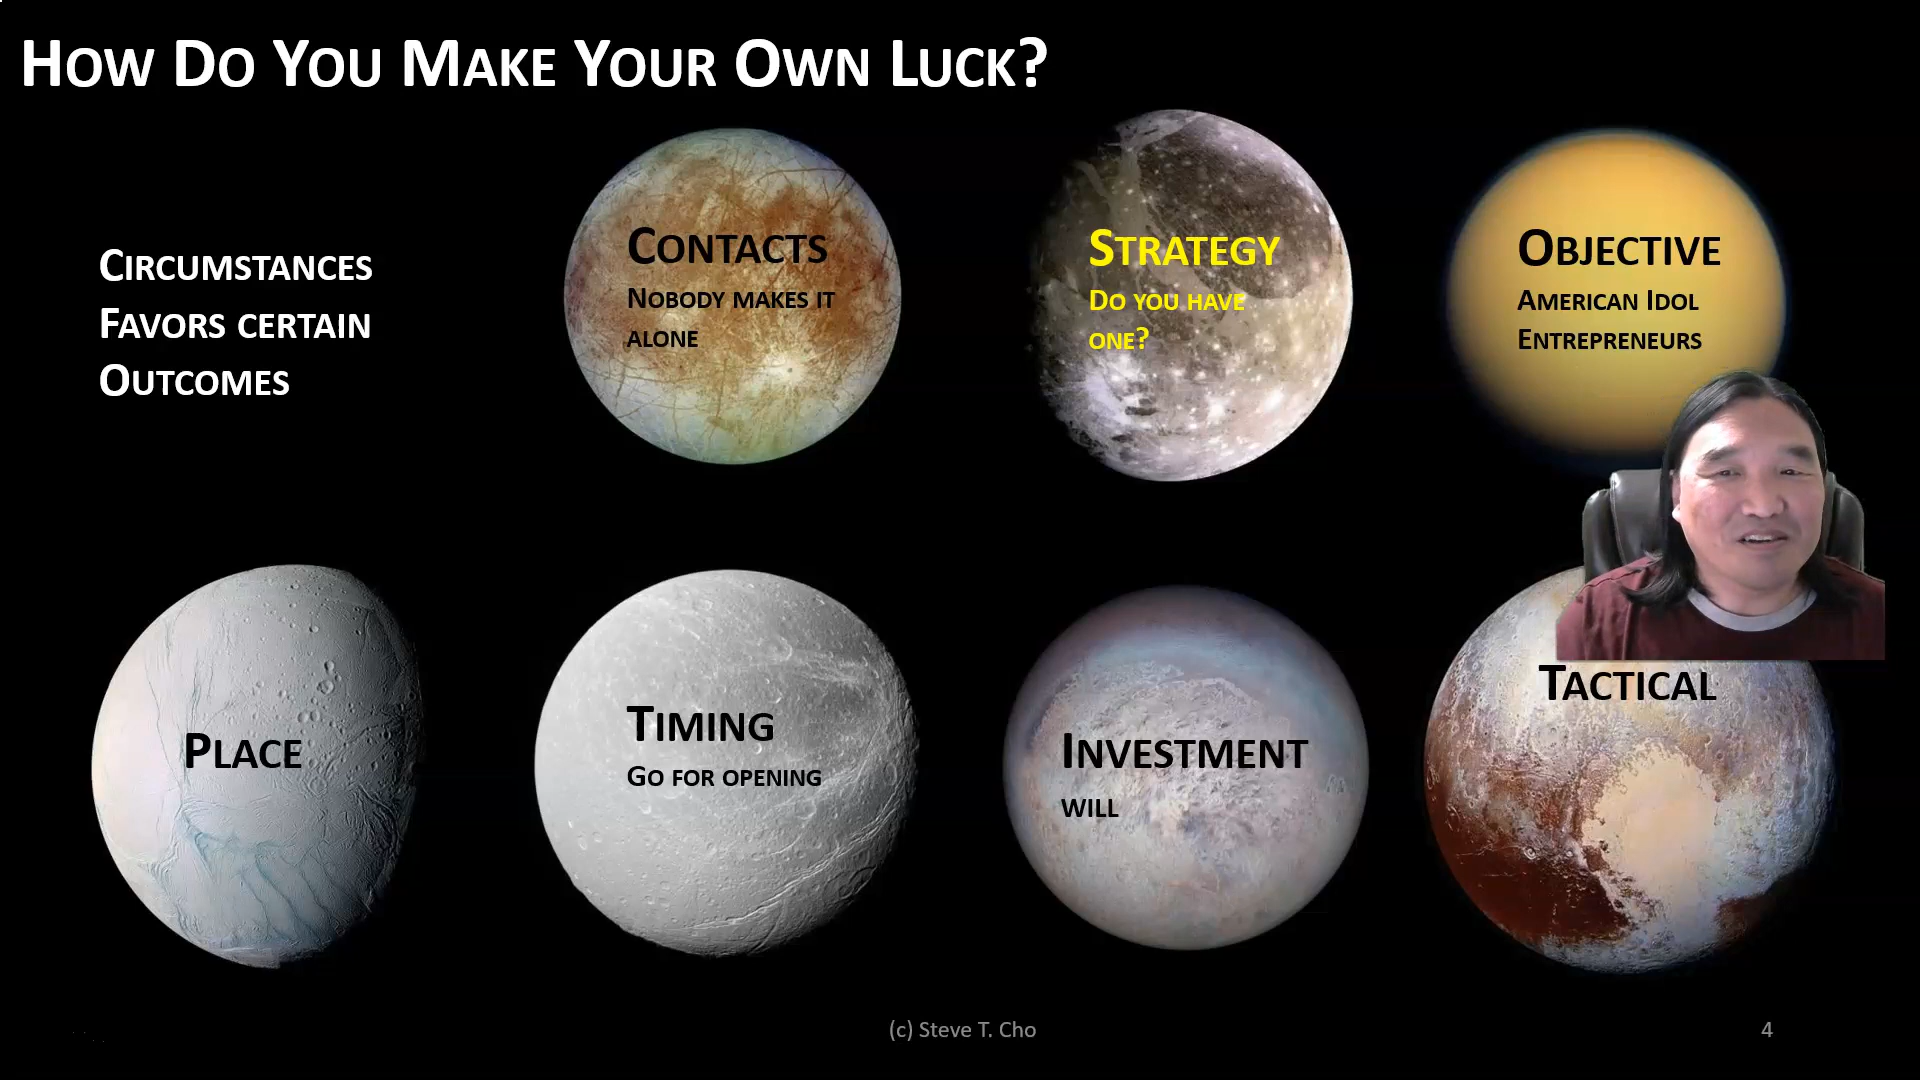 How Do You Make Your Own Luck?
Circumstances
Favors certain
Outcomes
Contacts
Nobody makes it
alone
Strategy
Do you have
one?
Objective
American Idol
Entrepreneurs
Place
Timing
Go for opening
Investment
will
Tactical
(c) Steve T. Cho
4